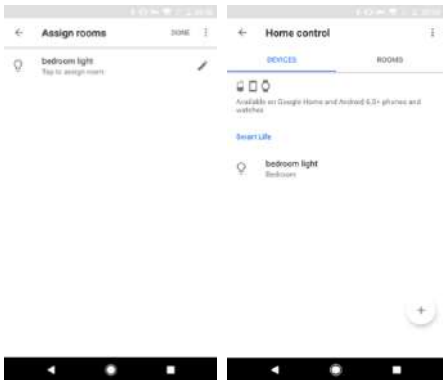 Assign rooms
DONE
bedroom light
Tap to assign room
Home control
DEVICES
ROOMS
Available on Google Home and Android 6.0+ phones and
watches
Smart Life
bedroom light
Bedroom